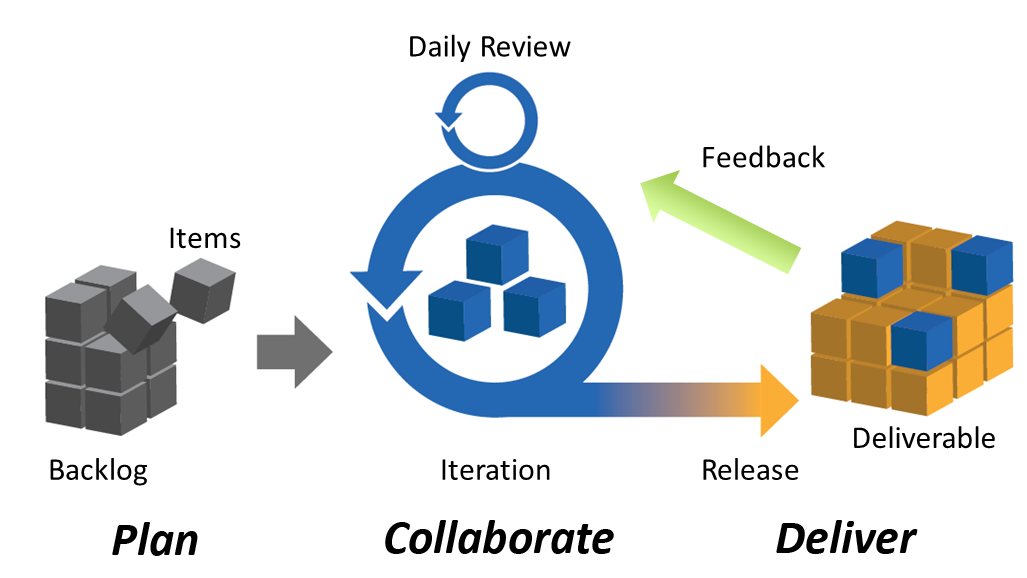 Daily Review
Feedback
Items
Deliverable
Backlog
Iteration
Release
Plan
Collaborate
Deliver